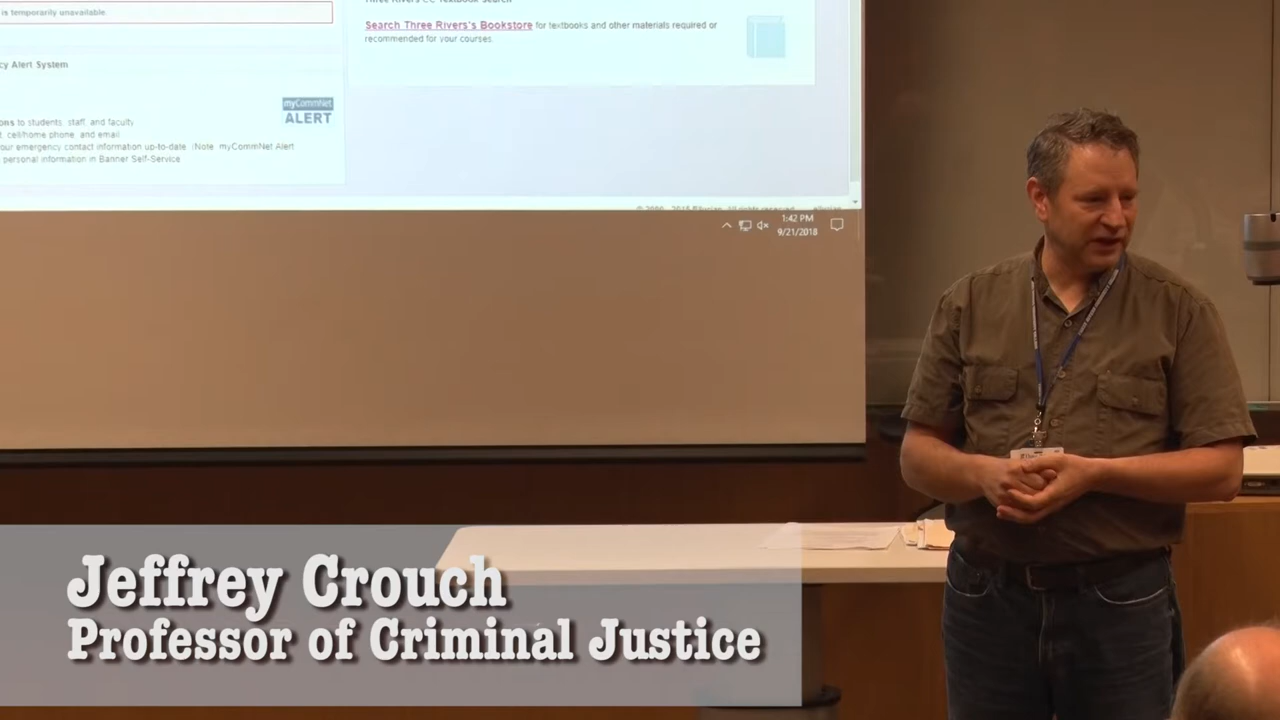 is temporarily unavailable.
Search Three Rivers's Bookstore for textbooks and other materials required or
recommended for your courses.
cy Alert System
myCommNet
ALERT
ons to students, staff, and faculty
t, cell/home phone, and email
our emergency contact information up-to-date (Note: myCommNet Alert
personal information in Banner Self-Service
1:42 PM
9/21/2018
Jeffrey Crouch
Professor of Criminal Justice